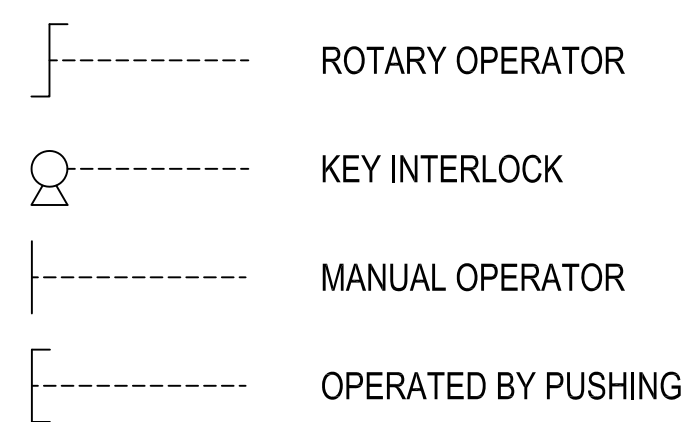 ROTARY OPERATOR
KEY INTERLOCK
MANUAL OPERATOR
OPERATED BY PUSHING